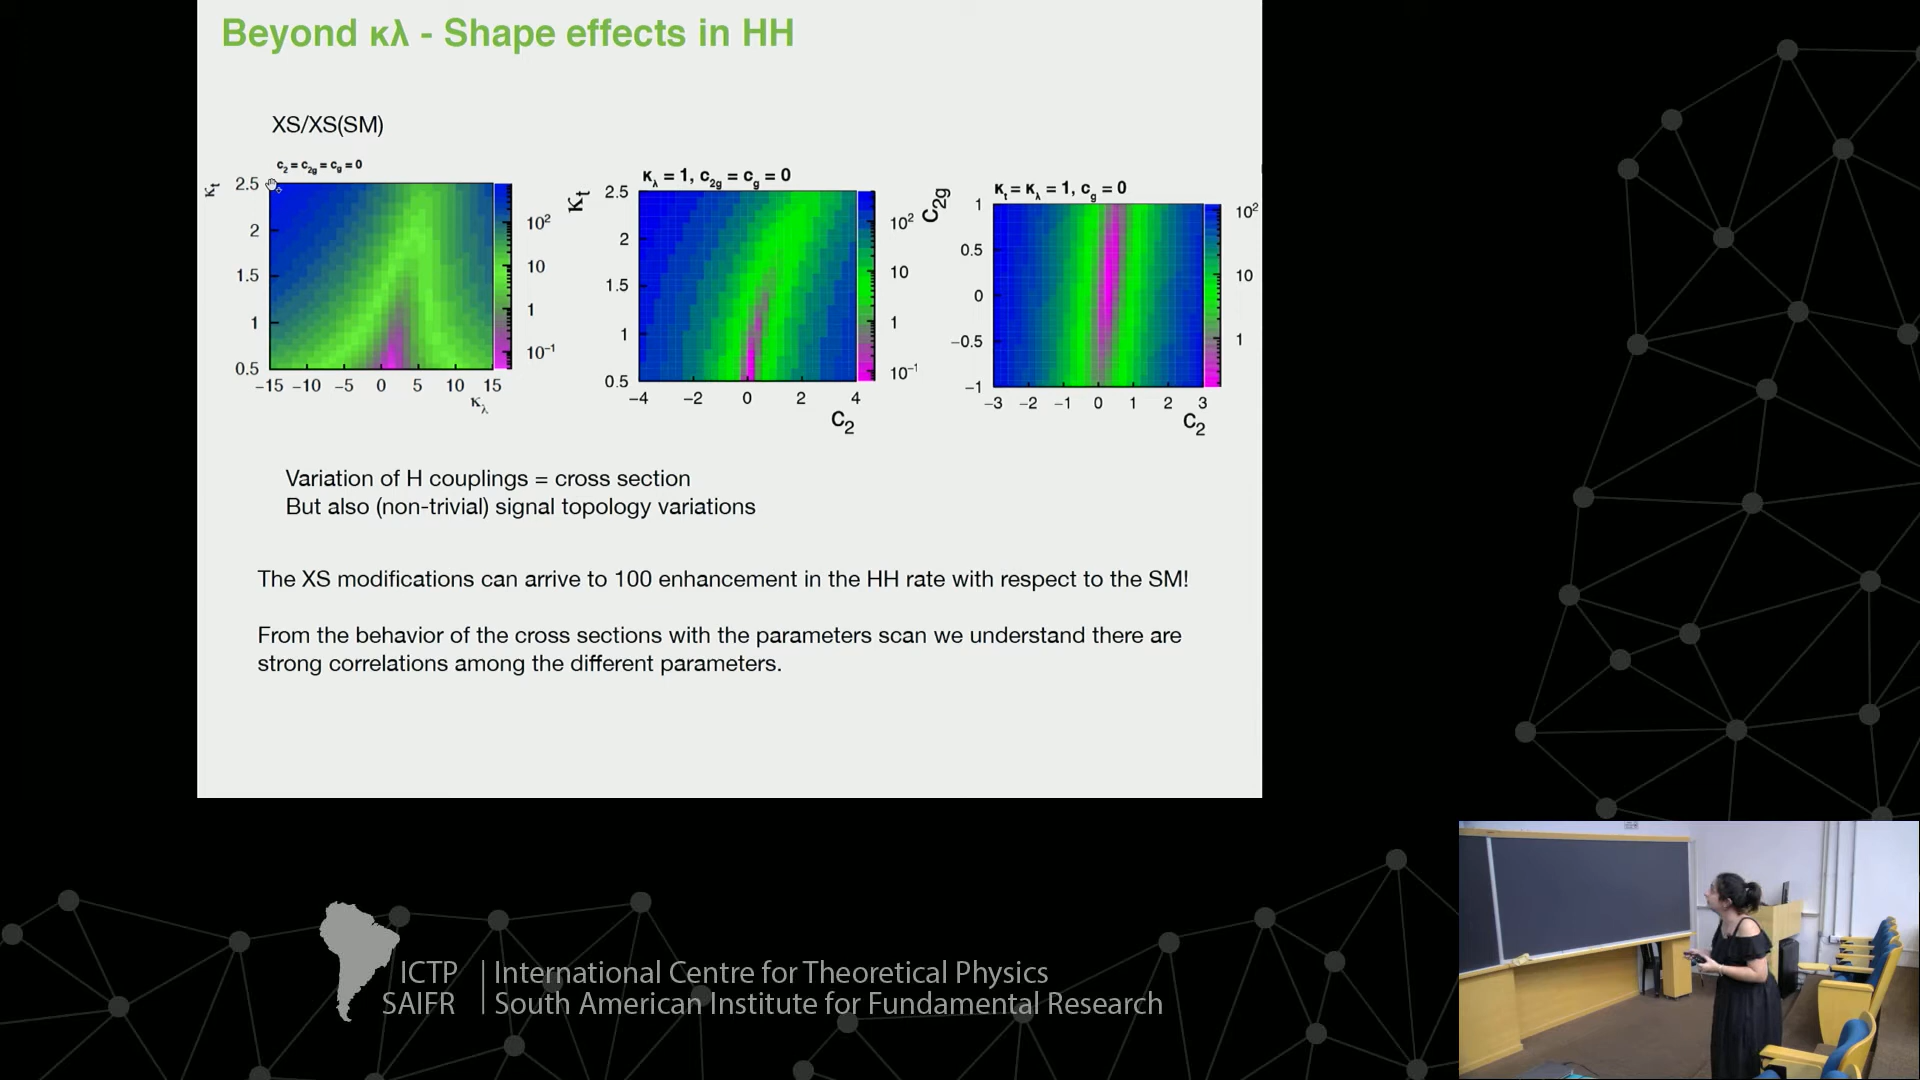 Beyond κλ - Shape effects in HH
XS/XS(SM)
c2 = c2g = cg = 0
κt
2.5
2
1.5
1
0.5
−15 −10 −5 0 5 10 15
κλ
10²
10
1
10⁻¹
κλ = 1, c2g = cg = 0
κt
2.5
2
1.5
1
0.5
−4 −2 0 2 4
c2
10²
10
1
10⁻¹
κt = κλ = 1, cg = 0
c2g
1
0.5
0
−0.5
−1
−3 −2 −1 0 1 2 3
c2
10²
10
1
Variation of H couplings = cross section
But also (non-trivial) signal topology variations
The XS modifications can arrive to 100 enhancement in the HH rate with respect to the SM!
From the behavior of the cross sections with the parameters scan we understand there are
strong correlations among the different parameters.
ICTP International Centre for Theoretical Physics
SAIFR South American Institute for Fundamental Research